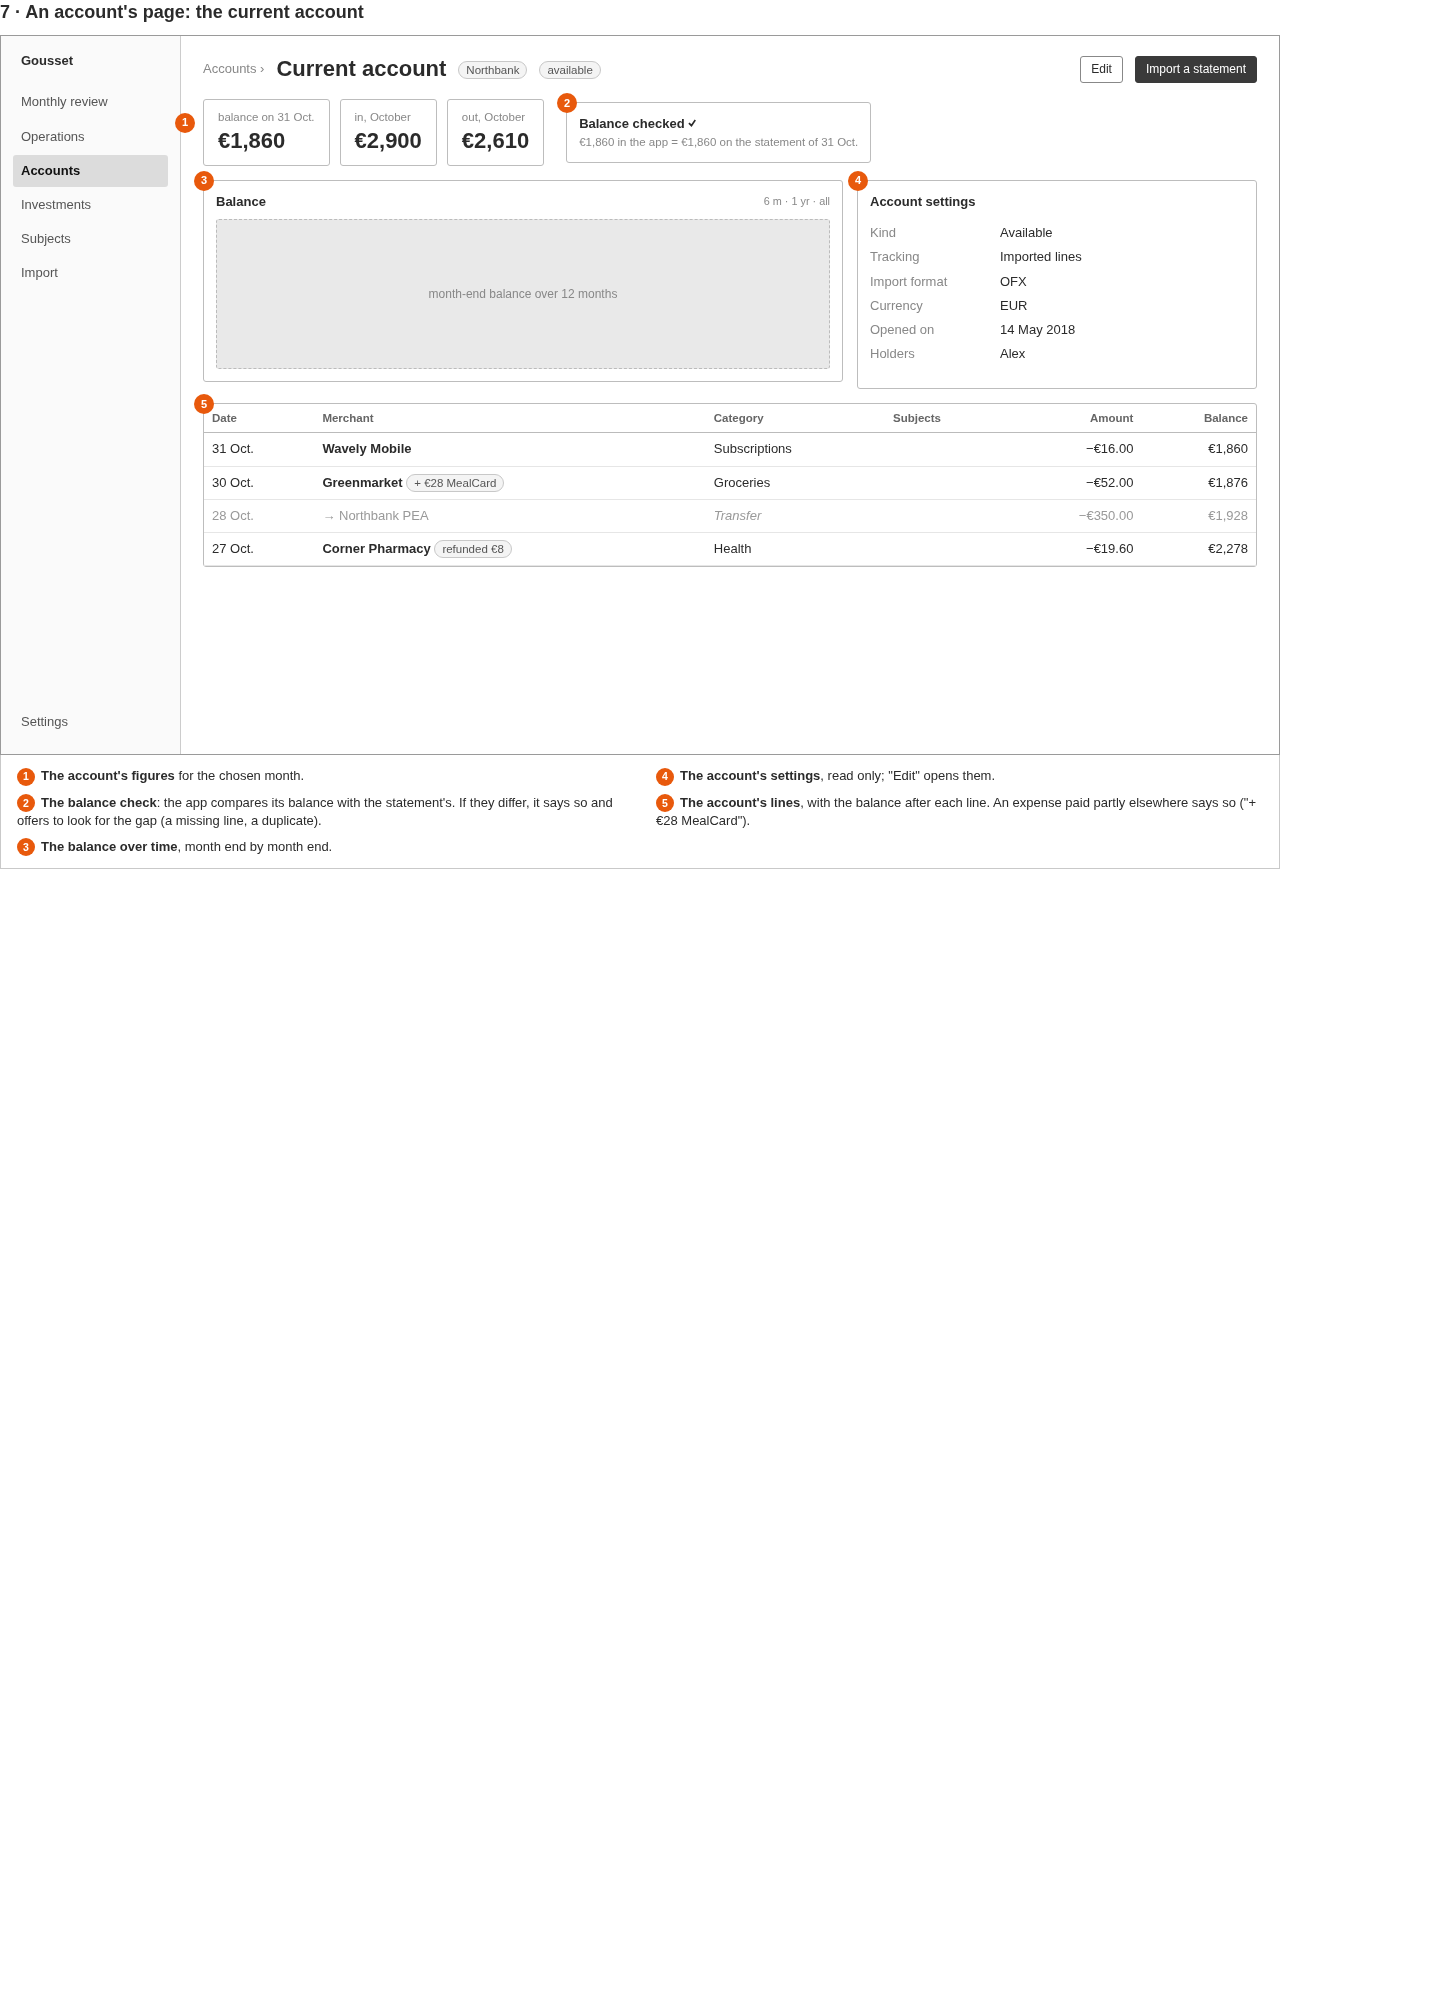 7 · An account's page: the current account
Gousset
Monthly review
Operations
Accounts
Investments
Subjects
Import
Settings
Accounts › Current account Northbank available
Edit
Import a statement
1
balance on 31 Oct.
€1,860
in, October
€2,900
out, October
€2,610
2
Balance checked ✓
€1,860 in the app = €1,860 on the statement of 31 Oct.
3
Balance
6 m · 1 yr · all
month-end balance over 12 months
4
Account settings
Kind Available
Tracking Imported lines
Import format OFX
Currency EUR
Opened on 14 May 2018
Holders Alex
5
Date Merchant Category Subjects Amount Balance
31 Oct. Wavely Mobile Subscriptions −€16.00 €1,860
30 Oct. Greenmarket + €28 MealCard Groceries −€52.00 €1,876
28 Oct. → Northbank PEA Transfer −€350.00 €1,928
27 Oct. Corner Pharmacy refunded €8 Health −€19.60 €2,278
1 The account's figures for the chosen month.
2 The balance check: the app compares its balance with the statement's. If they differ, it says so and
offers to look for the gap (a missing line, a duplicate).
3 The balance over time, month end by month end.
4 The account's settings, read only; "Edit" opens them.
5 The account's lines, with the balance after each line. An expense paid partly elsewhere says so ("+
€28 MealCard").